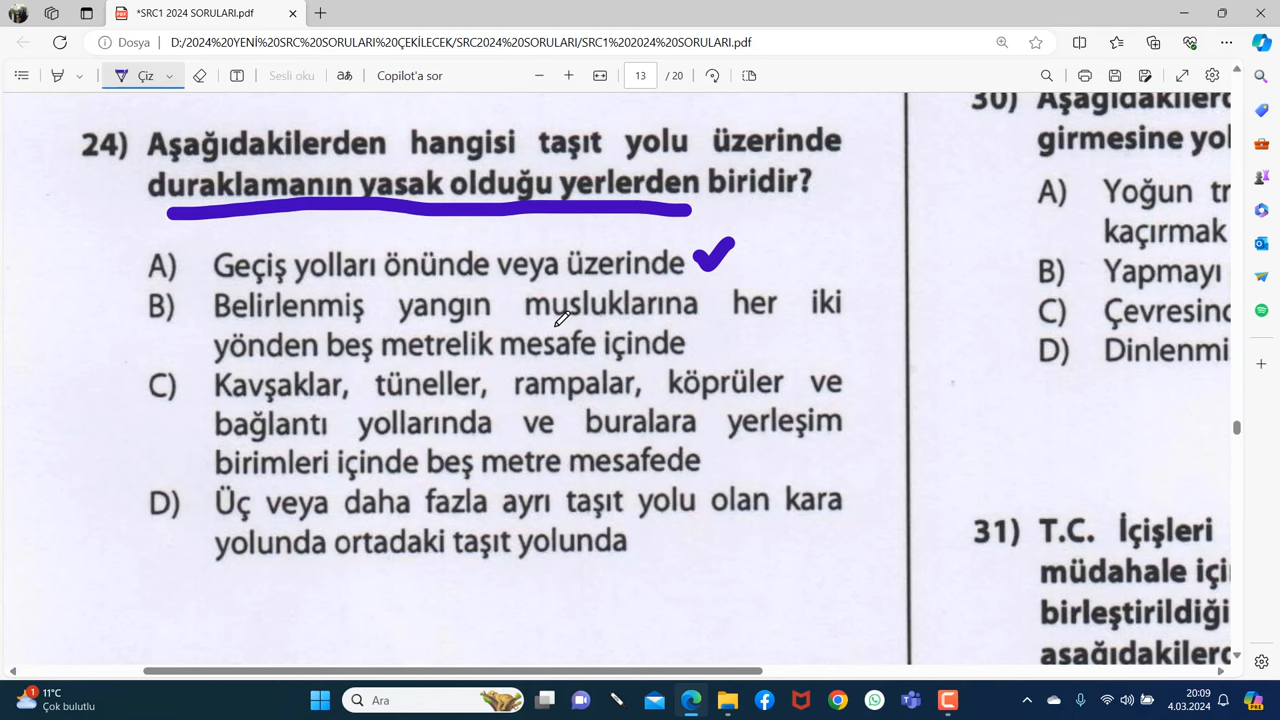 *SRC1 2024 SORULARI.pdf
Dosya
D:/2024%20YENİ%20SRC%20SORULARI%20ÇEKİLECEK/SRC2024%20SORULARI/SRC1%202024%20SORULARI.pdf
Çiz
Sesli oku
Copilot'a sor
13 / 20
24) Aşağıdakilerden hangisi taşıt yolu üzerinde
duraklamanın yasak olduğu yerlerden biridir?
A) Geçiş yolları önünde veya üzerinde
B) Belirlenmiş yangın musluklarına her iki
yönden beş metrelik mesafe içinde
C) Kavşaklar, tüneller, rampalar, köprüler ve
bağlantı yollarında ve buralara yerleşim
birimleri içinde beş metre mesafede
D) Üç veya daha fazla ayrı taşıt yolu olan kara
yolunda ortadaki taşıt yolunda
30) Aşağıdakilerd
girmesine yol
A) Yoğun tr
kaçırmak
B) Yapmayı
C) Çevresinc
D) Dinlenmi
31) T.C. İçişleri
müdahale içi
birleştirildiği
aşağıdakilerd
1
11°C
Çok bulutlu
Ara
20:09
4.03.2024